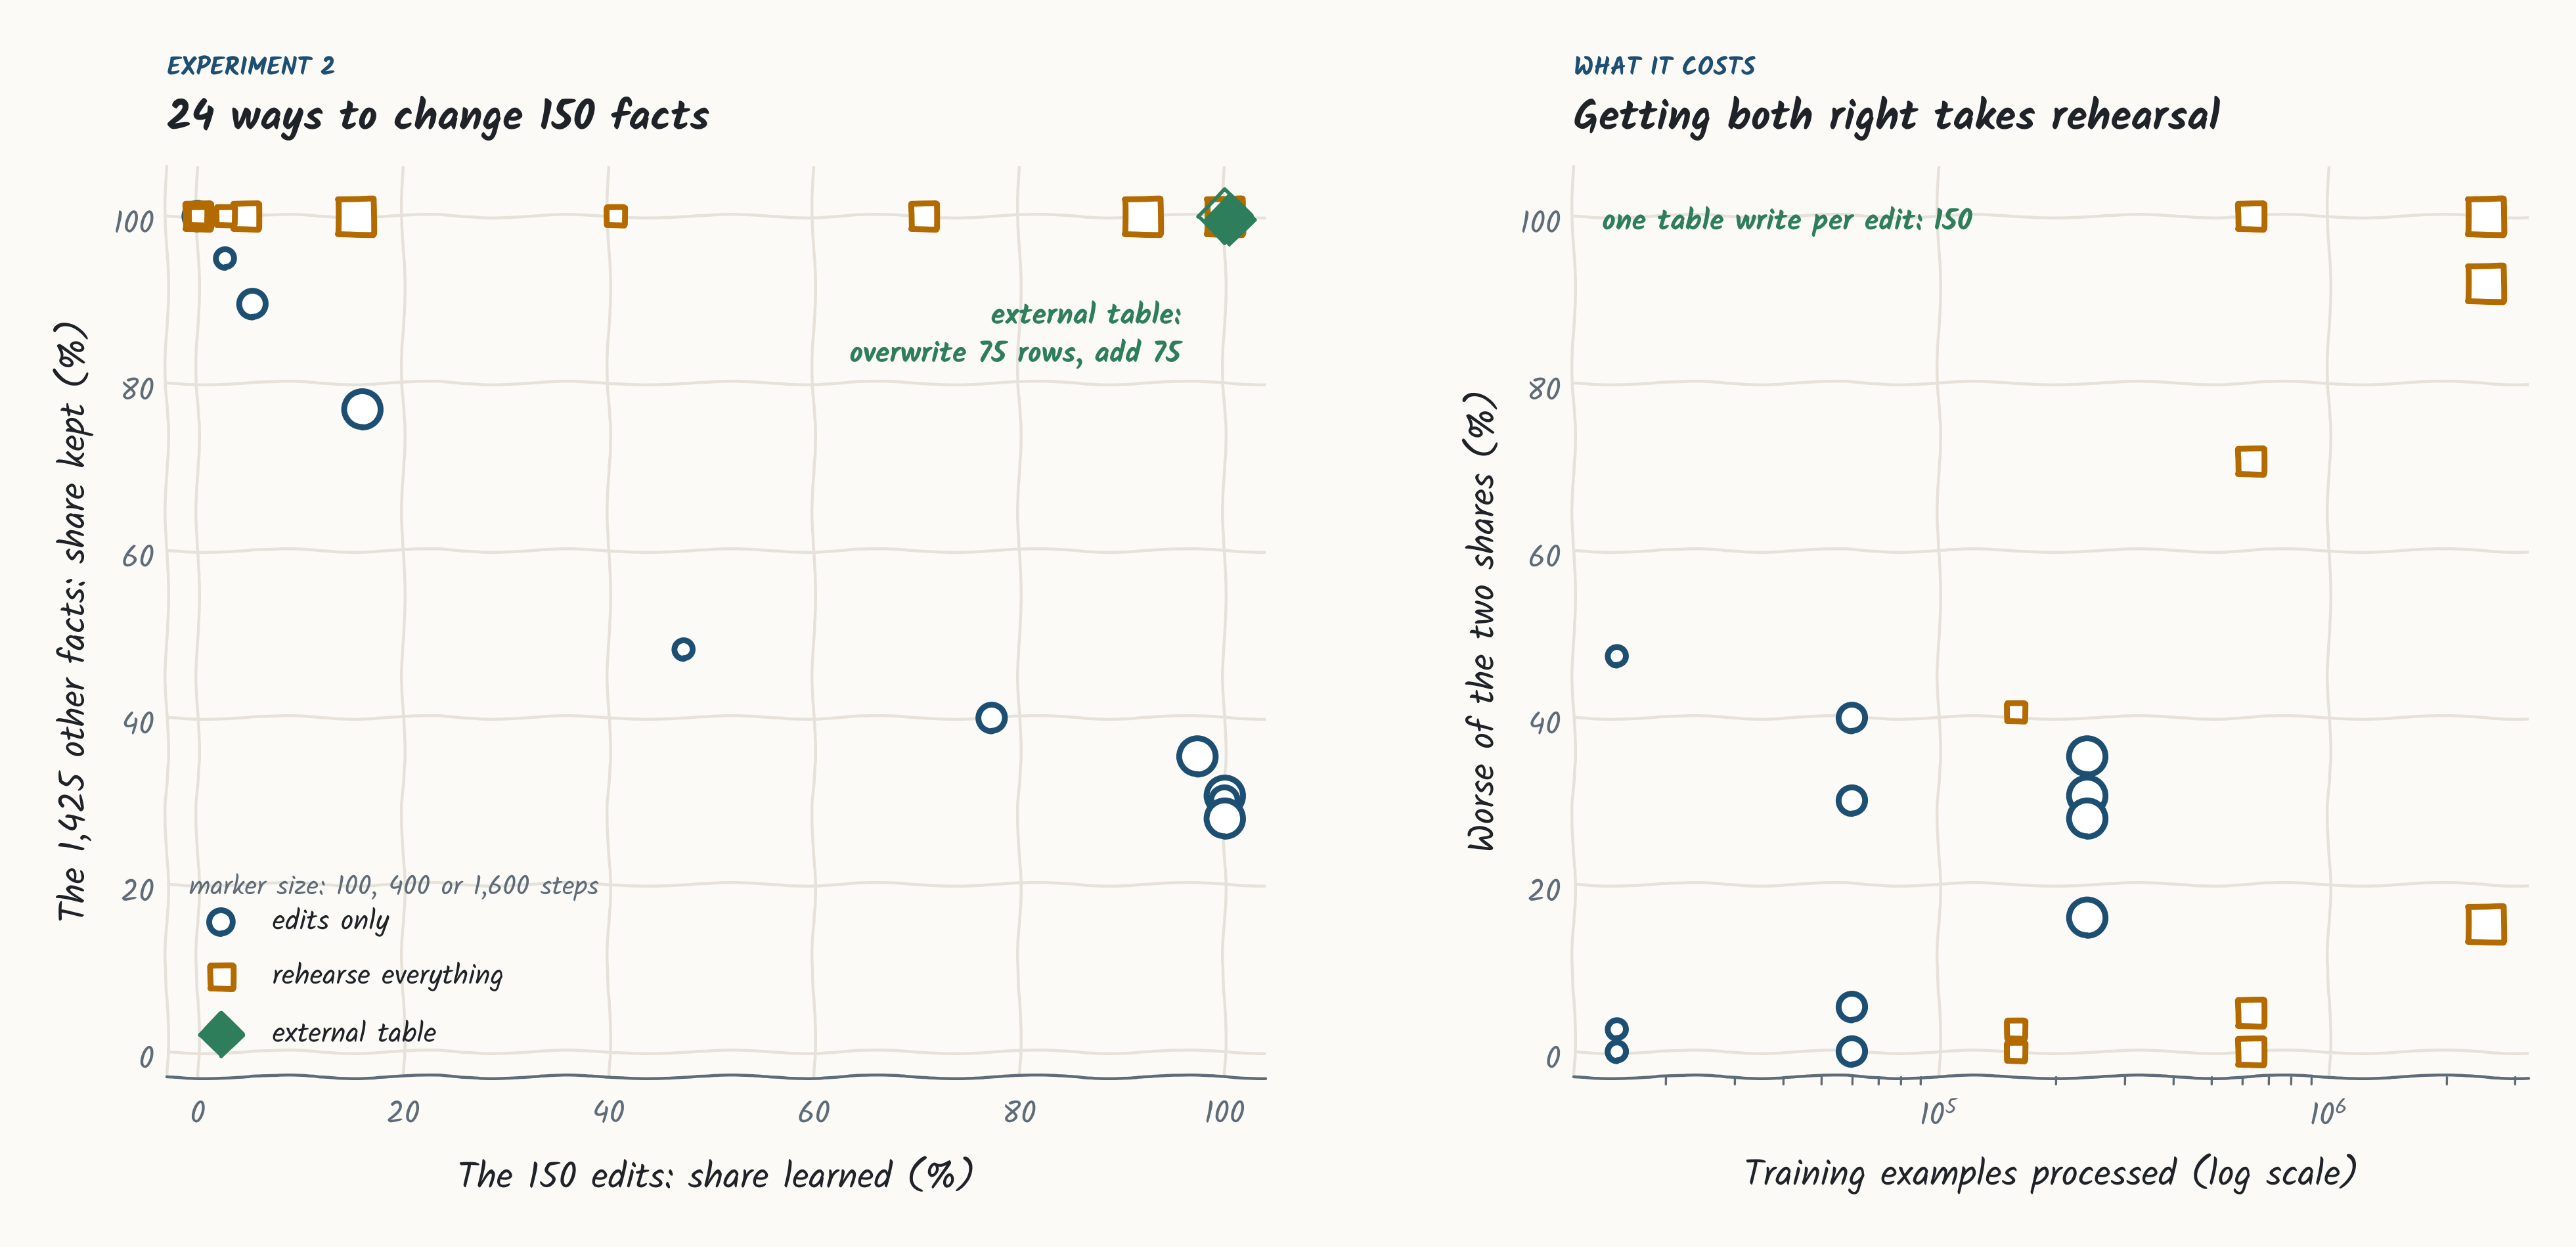 EXPERIMENT 2
24 ways to change 150 facts
The 1,425 other facts: share kept (%)
100
80
60
40
20
0
external table:
overwrite 75 rows, add 75
marker size: 100, 400 or 1,600 steps
edits only
rehearse everything
external table
0 20 40 60 80 100
The 150 edits: share learned (%)
WHAT IT COSTS
Getting both right takes rehearsal
Worse of the two shares (%)
100
80
60
40
20
0
one table write per edit: 150
10⁵ 10⁶
Training examples processed (log scale)